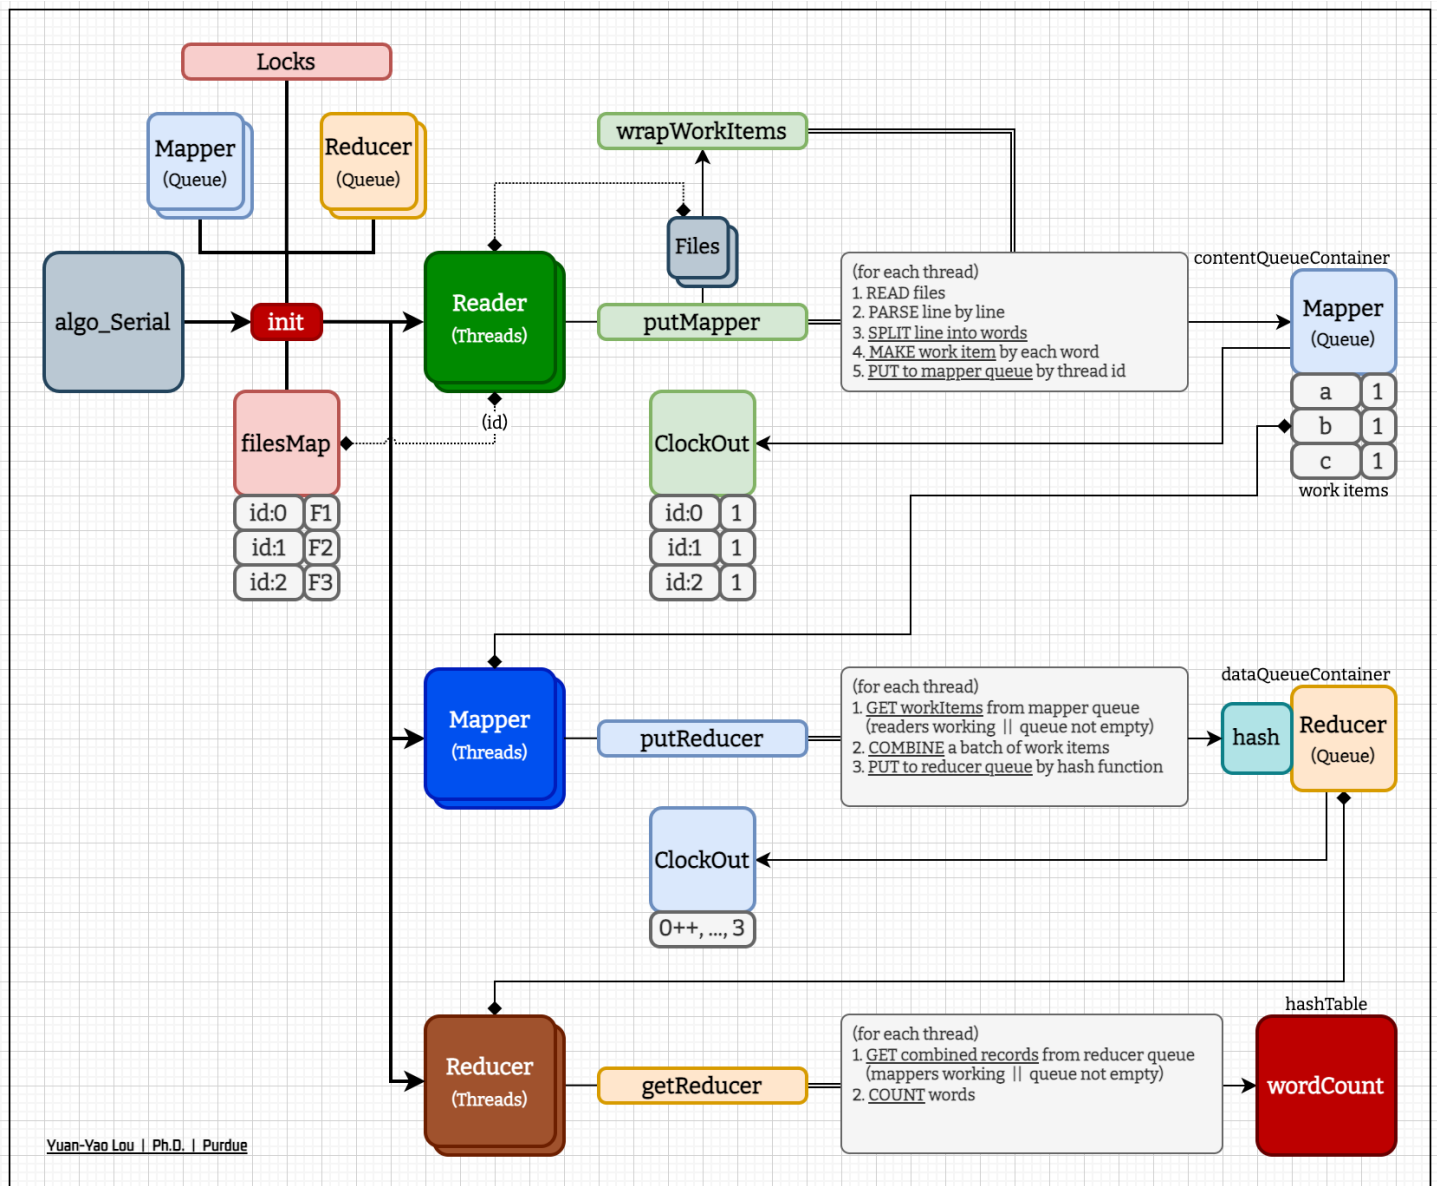 Locks
Mapper
(Queue)
Reducer
(Queue)
wrapWorkItems
Files
algo_Serial
init
Reader
(Threads)
putMapper
(for each thread)
1. READ files
2. PARSE line by line
3. SPLIT line into words
4. MAKE work item by each word
5. PUT to mapper queue by thread id
contentQueueContainer
Mapper
(Queue)
a 1
b 1
c 1
work items
filesMap
id:0 F1
id:1 F2
id:2 F3
(id)
ClockOut
id:0 1
id:1 1
id:2 1
Mapper
(Threads)
putReducer
(for each thread)
1. GET workItems from mapper queue
(readers working || queue not empty)
2. COMBINE a batch of work items
3. PUT to reducer queue by hash function
dataQueueContainer
hash
Reducer
(Queue)
ClockOut
0++, ..., 3
Reducer
(Threads)
getReducer
(for each thread)
1. GET combined records from reducer queue
(mappers working || queue not empty)
2. COUNT words
hashTable
wordCount
Yuan-Yao Lou | Ph.D. | Purdue